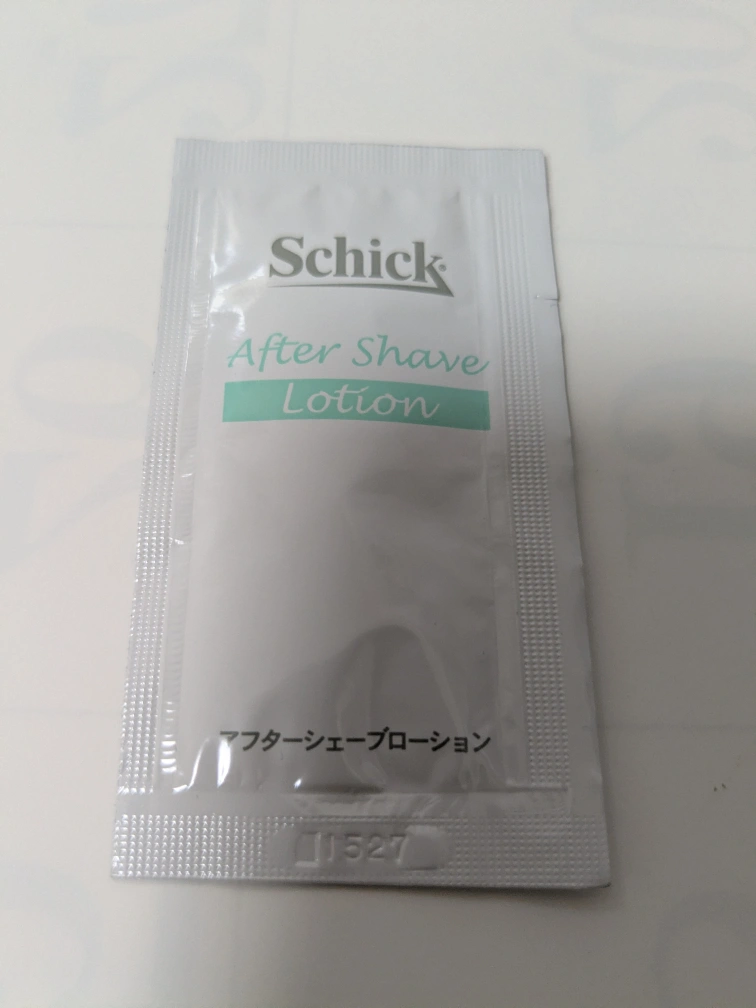 Schick
After Shave
Lotion
アフターシェーブローション
1527